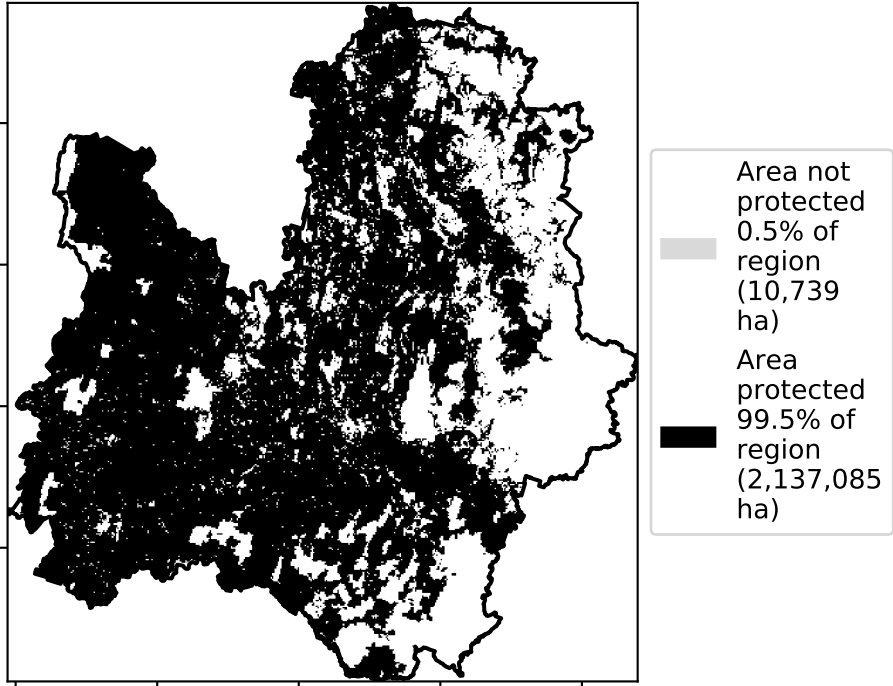 Area not
protected
0.5% of
region
(10,739
ha)
Area
protected
99.5% of
region
(2,137,085
ha)